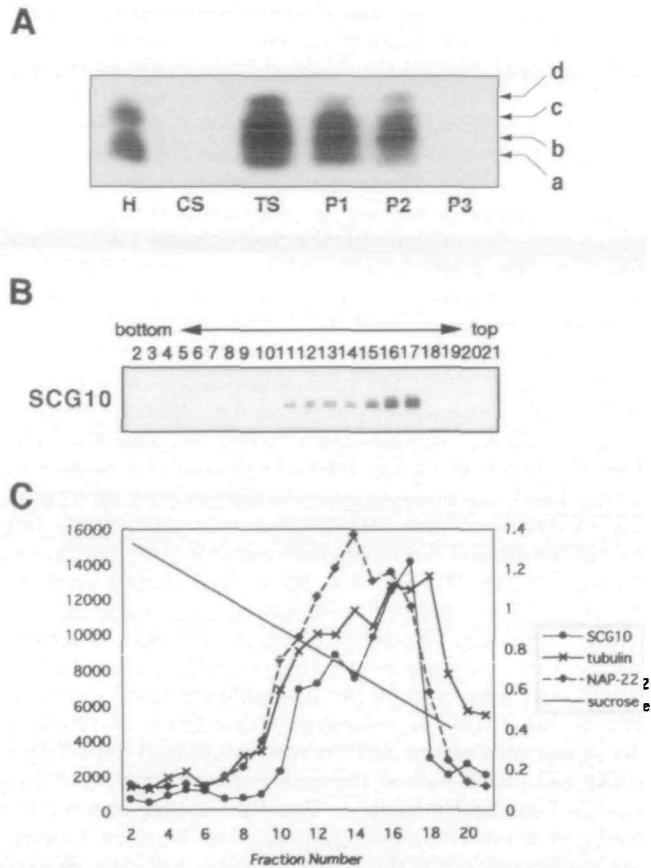 A
d
c
b
a
H CS TS P1 P2 P3
B
bottom top
2 3 4 5 6 7 8 9 10 11 12 13 14 15 16 17 18 19 20 21
SCG10
C
16000 1.4
14000 1.2
12000 1
10000 0.8
8000 0.6
6000 0.4
4000 0.2
2000 0
0
SCG10
tubulin
NAP-22 2
sucrose e
2 4 6 8 10 12 14 16 18 20
Fraction Number